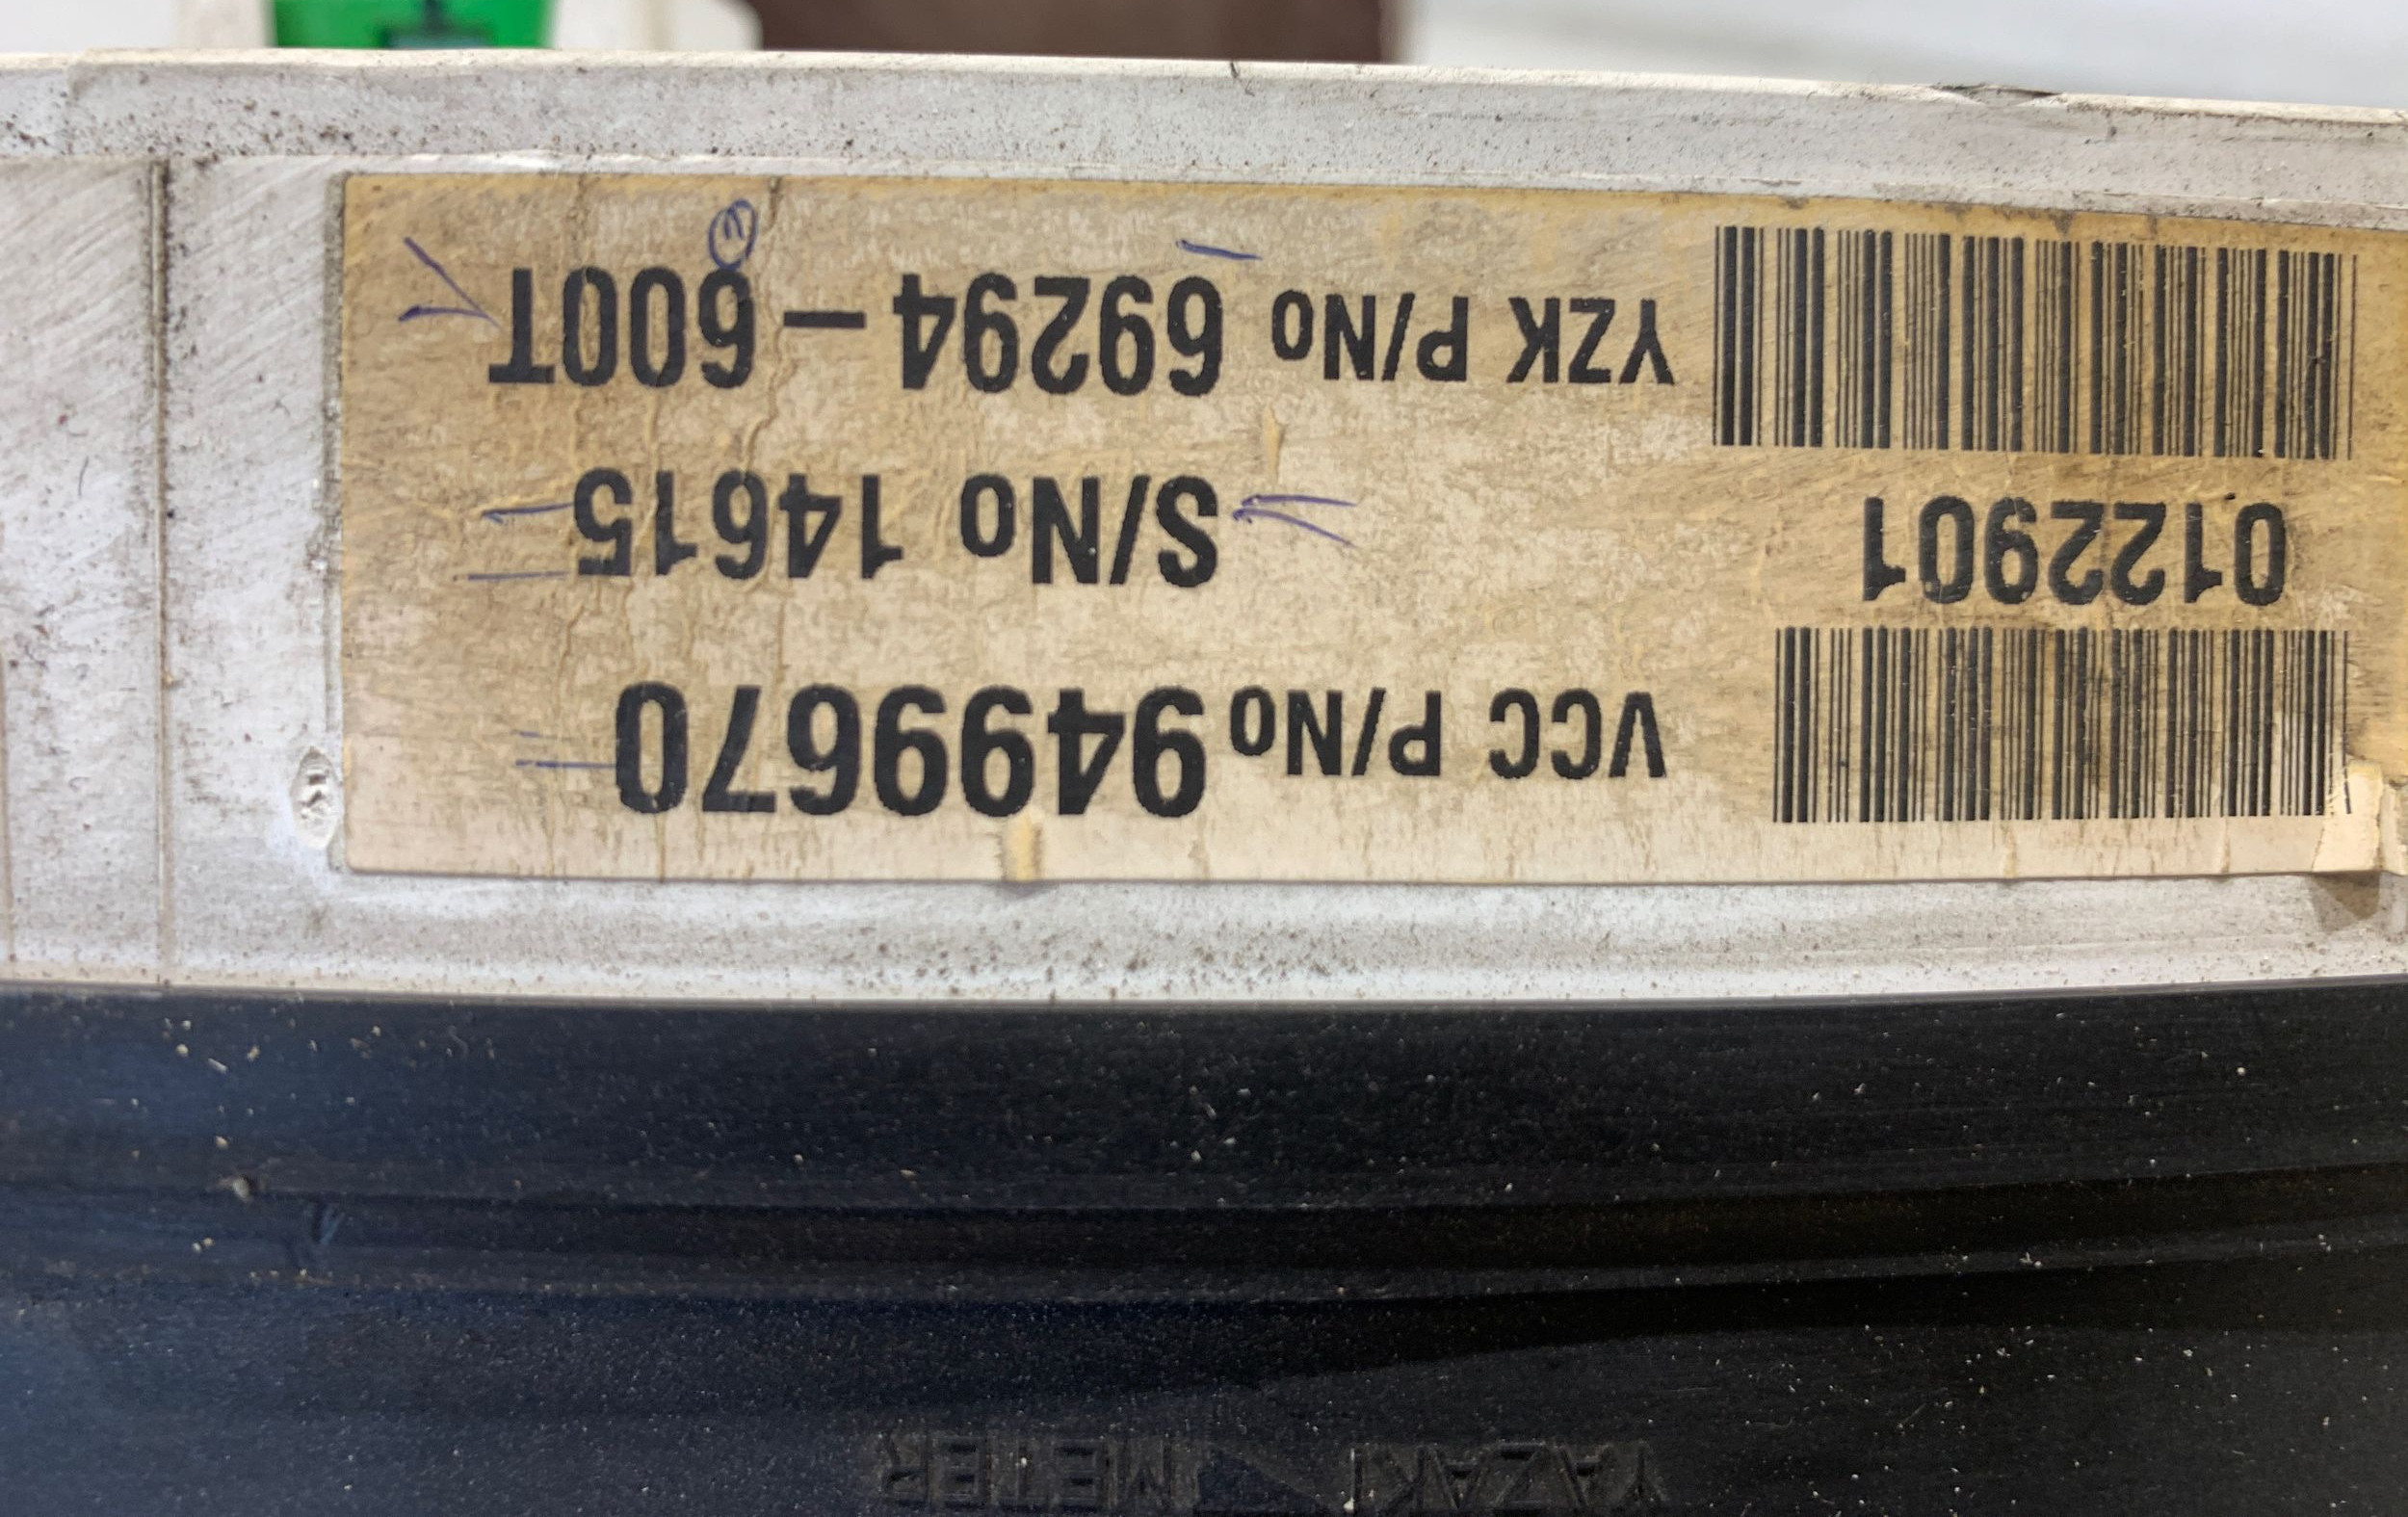 YAZAKI METER
VCC P/No 9499670
0122901 S/No 14615
YZK P/No 69294-600T